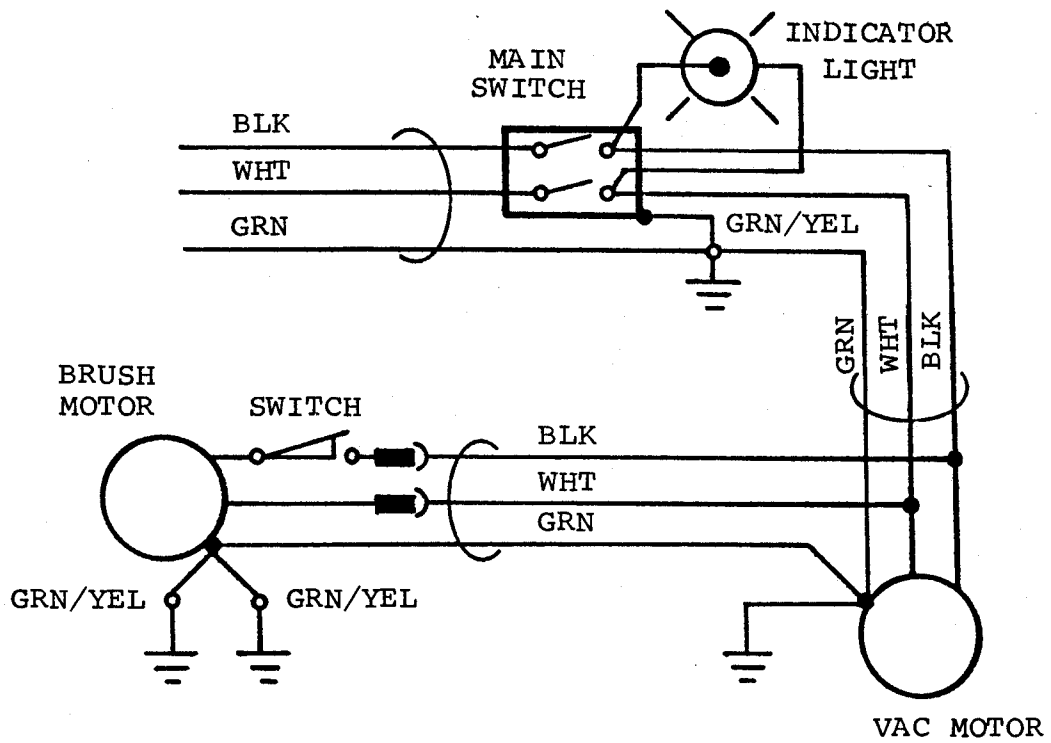 INDICATOR
LIGHT
MAIN
SWITCH
BLK
WHT
GRN
GRN/YEL
GRN
WHT
BLK
BRUSH
MOTOR
SWITCH
BLK
WHT
GRN
GRN/YEL
GRN/YEL
VAC MOTOR